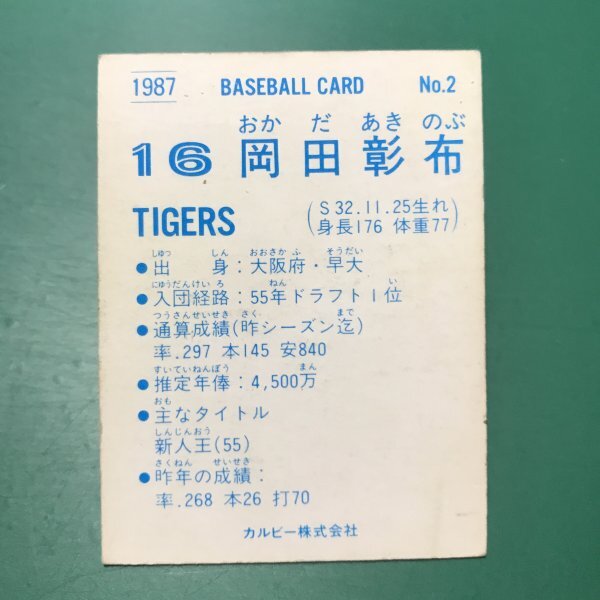 1987 BASEBALL CARD No.2
おか だ あき のぶ
16 岡田彰布
TIGERS
(S32.11.25生れ
身長176 体重77)
しゅつ しん おおさか ふ そうだい
●出 身:大阪府・早大
にゅうだんけいろ ねん い
●入団経路:55年ドラフト1位
つうさんせいせき さく まで
●通算成績(昨シーズン迄)
率.297 本145 安840
すいていねんぽう まん
●推定年俸:4,500万
おも
●主なタイトル
しんじんおう
新人王(55)
さくねん せいせき
●昨年の成績:
率.268 本26 打70
カルビー株式会社